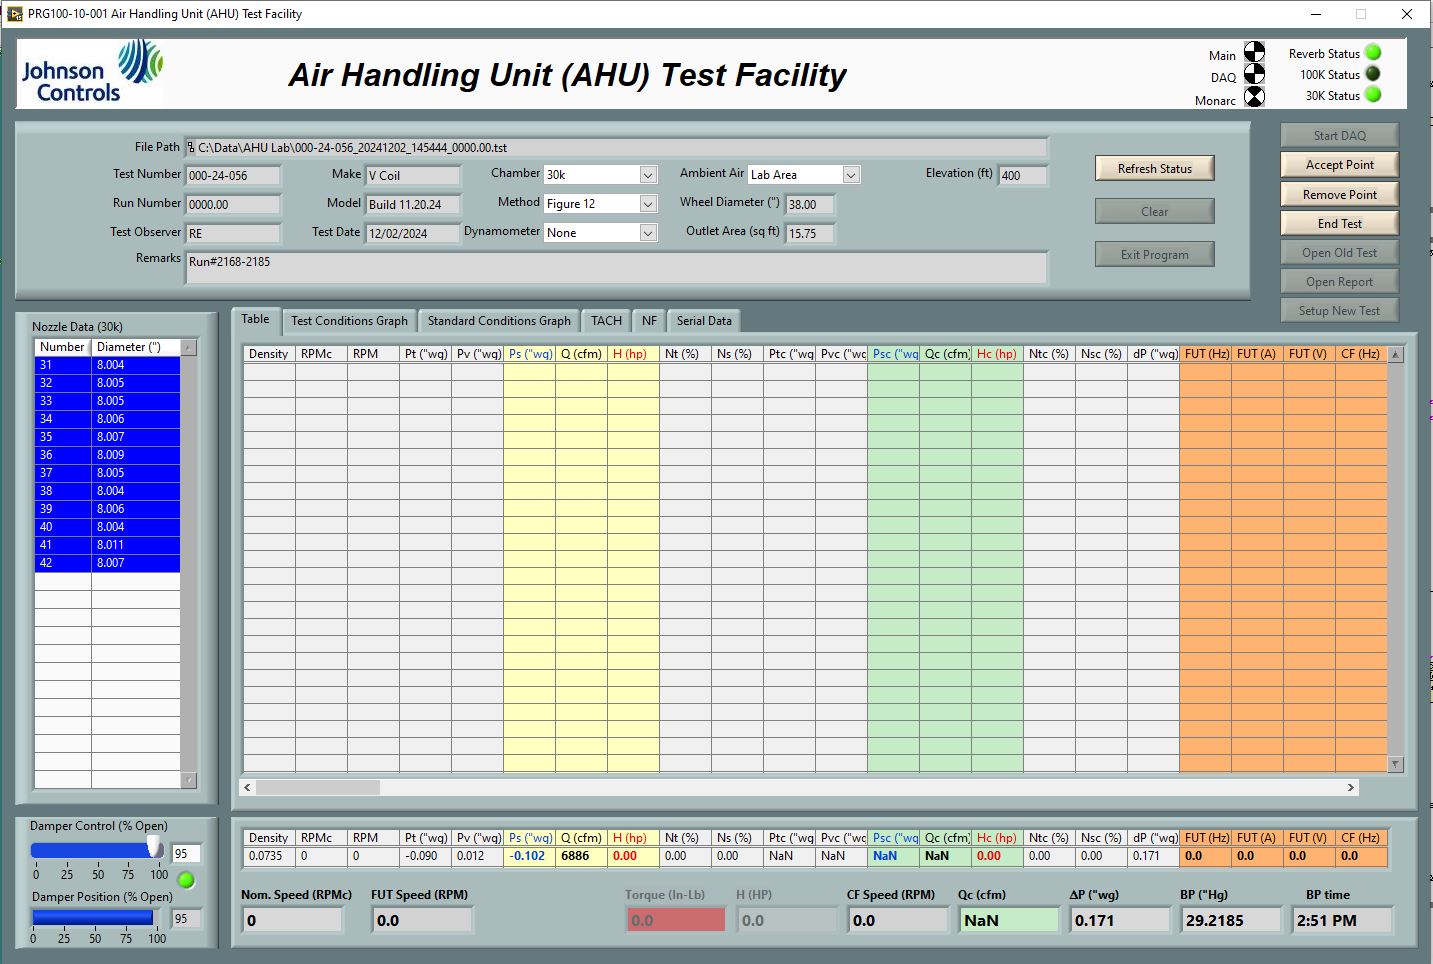 PRG100-10-001 Air Handling Unit (AHU) Test Facility
Johnson Controls
Air Handling Unit (AHU) Test Facility
Main
DAQ
Monarc
Reverb Status
100K Status
30K Status
File Path C:\Data\AHU Lab\000-24-056_20241202_145444_0000.00.tst
Test Number 000-24-056 Make V Coil Chamber 30k Ambient Air Lab Area Elevation (ft) 400
Run Number 0000.00 Model Build 11.20.24 Method Figure 12 Wheel Diameter (") 38.00
Test Observer RE Test Date 12/02/2024 Dynamometer None Outlet Area (sq ft) 15.75
Remarks Run#2168-2185
Refresh Status
Clear
Exit Program
Start DAQ
Accept Point
Remove Point
End Test
Open Old Test
Open Report
Setup New Test
Nozzle Data (30k)
Number Diameter (")
31 8.004
32 8.005
33 8.005
34 8.006
35 8.007
36 8.009
37 8.005
38 8.004
39 8.006
40 8.004
41 8.011
42 8.007
Table Test Conditions Graph Standard Conditions Graph TACH NF Serial Data
Density RPMc RPM Pt ("wg) Pv ("wg) Ps ("wg) Q (cfm) H (hp) Nt (%) Ns (%) Ptc ("wg Pvc ("wg Psc ("wg Qc (cfm) Hc (hp) Ntc (%) Nsc (%) dP ("wg) FUT (Hz) FUT (A) FUT (V) CF (Hz)
Damper Control (% Open)
95
0 25 50 75 100
Damper Position (% Open)
95
0 25 50 75 100
Density RPMc RPM Pt ("wg) Pv ("wg) Ps ("wg) Q (cfm) H (hp) Nt (%) Ns (%) Ptc ("wg Pvc ("wg Psc ("wg Qc (cfm) Hc (hp) Ntc (%) Nsc (%) dP ("wg) FUT (Hz) FUT (A) FUT (V) CF (Hz)
0.0735 0 0 -0.090 0.012 -0.102 6886 0.00 0.00 0.00 NaN NaN NaN NaN 0.00 0.00 0.00 0.171 0.0 0.0 0.0 0.0
Nom. Speed (RPMc) FUT Speed (RPM) Torque (In-Lb) H (HP) CF Speed (RPM) Qc (cfm) ΔP ("wg) BP ("Hg) BP time
0 0.0 0.0 0.0 0.0 NaN 0.171 29.2185 2:51 PM